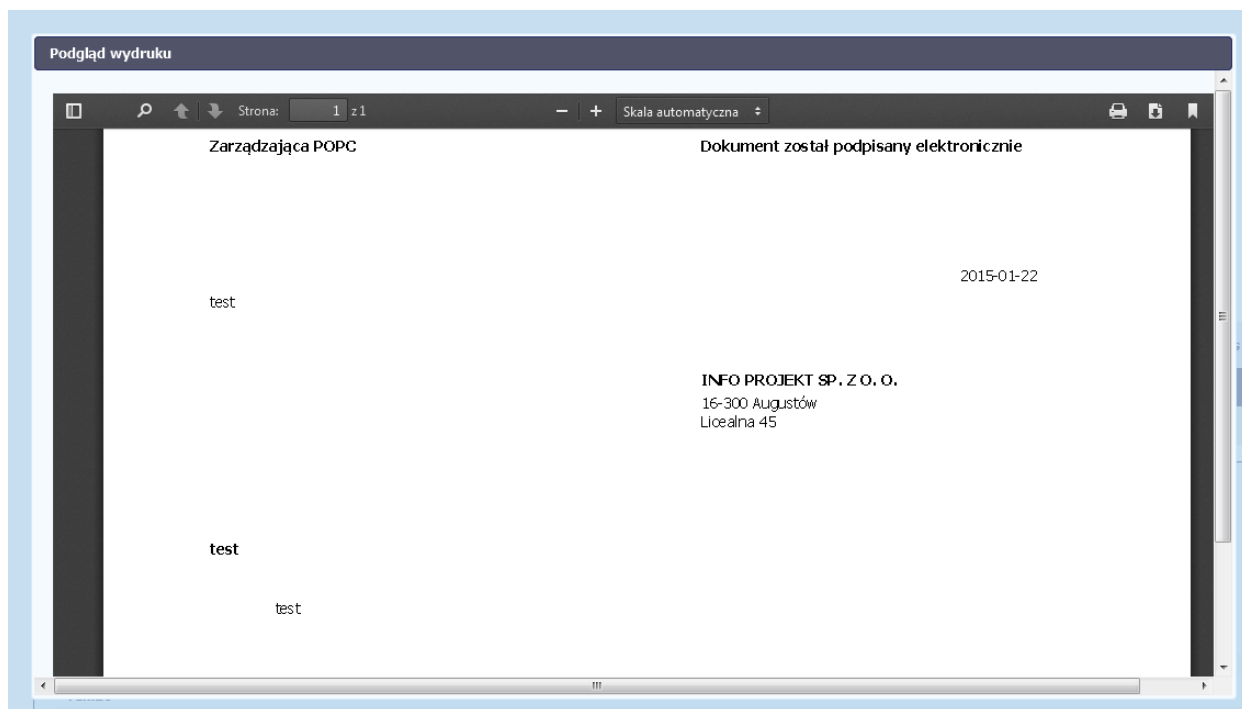 Podgląd wydruku
Strona: 1 z 1 Skala automatyczna
Zarządzająca POPC Dokument został podpisany elektronicznie
2015-01-22
test
INFO PROJEKT SP. Z O. O.
16-300 Augustów
Licealna 45
test
test